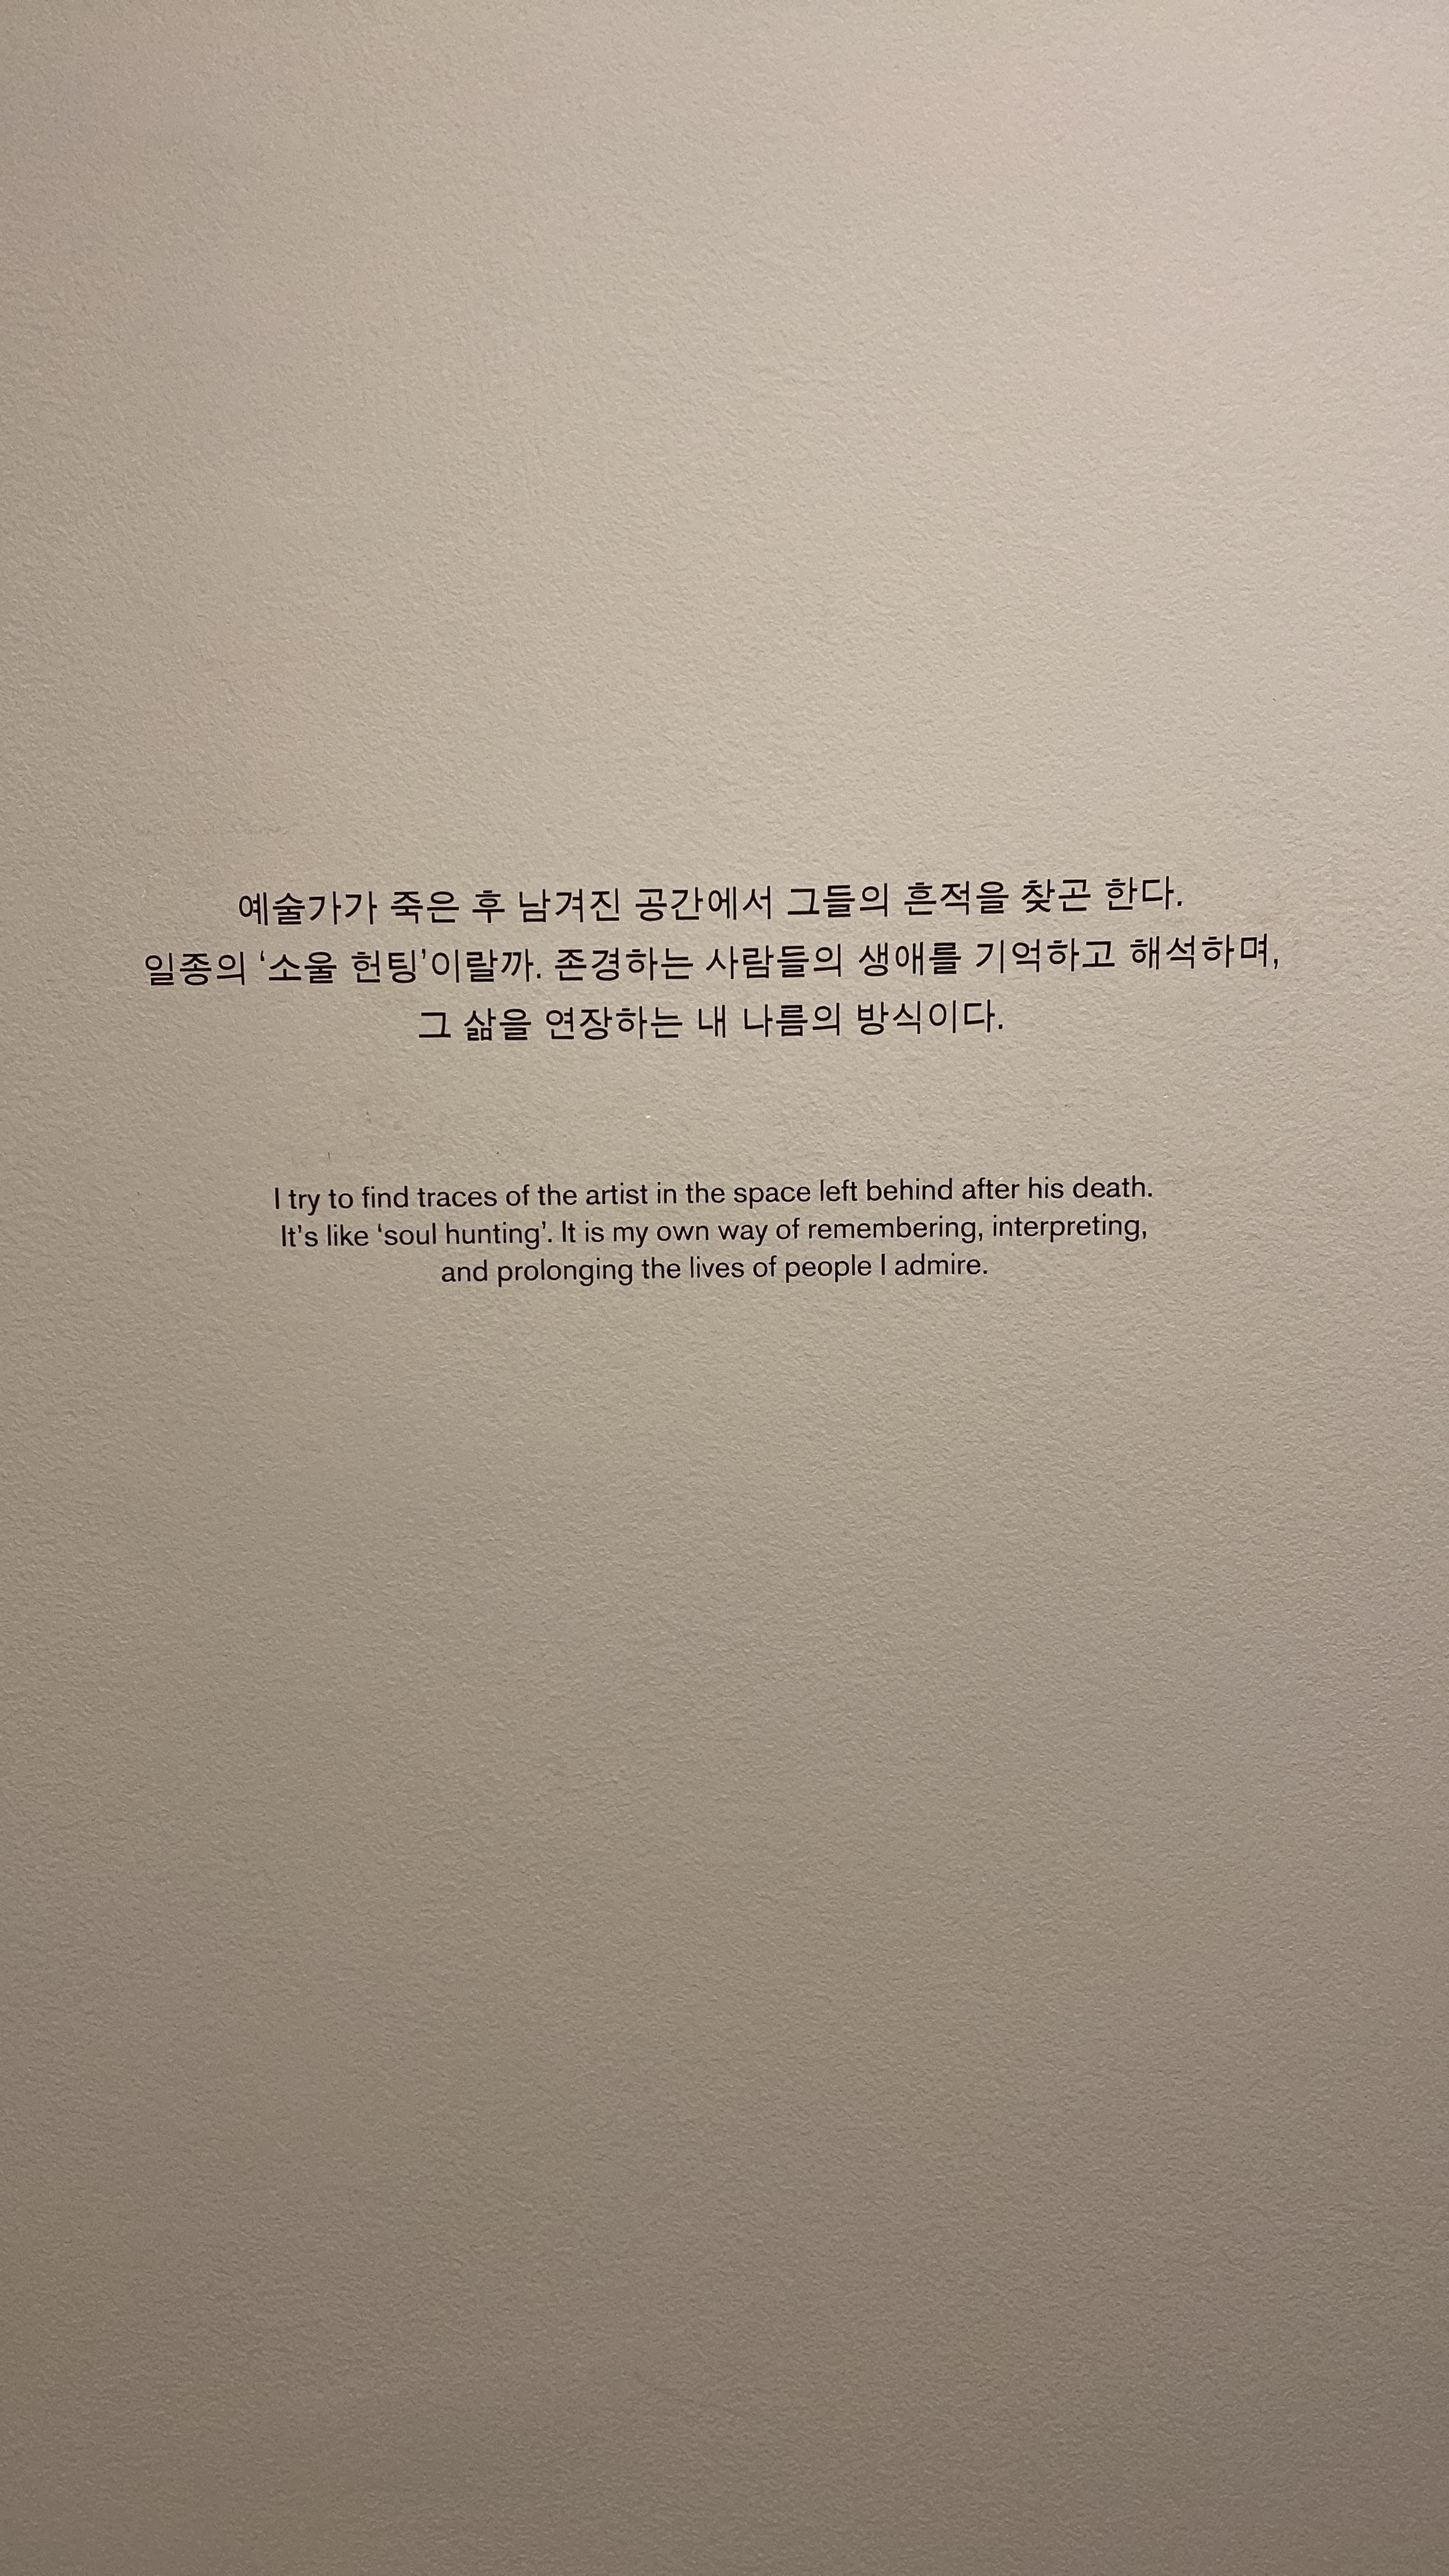 예술가가 죽은 후 남겨진 공간에서 그들의 흔적을 찾곤 한다.
일종의 ‘소울 헌팅’이랄까. 존경하는 사람들의 생애를 기억하고 해석하며,
그 삶을 연장하는 내 나름의 방식이다.
I try to find traces of the artist in the space left behind after his death.
It’s like ‘soul hunting’. It is my own way of remembering, interpreting,
and prolonging the lives of people I admire.